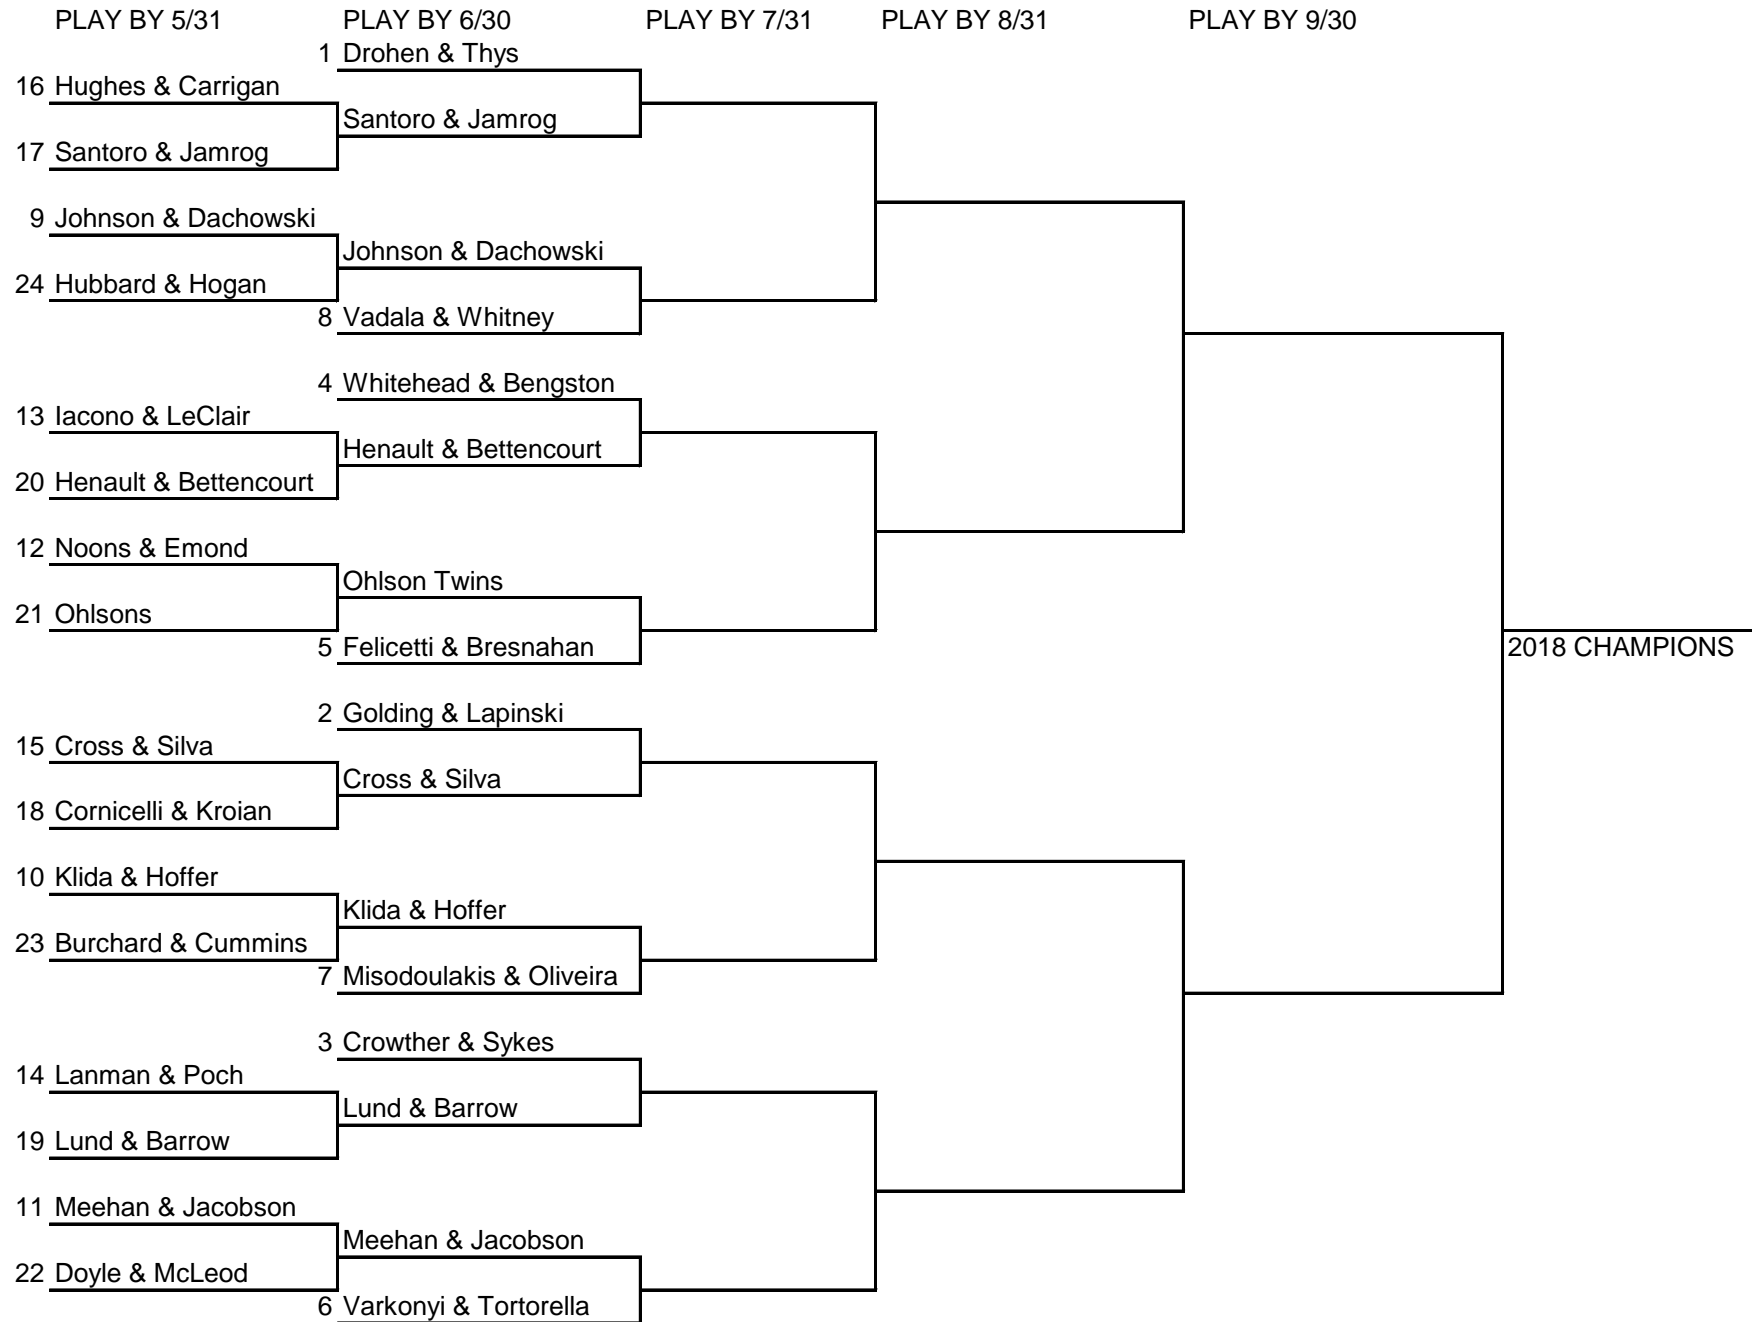 PLAY BY 5/31 PLAY BY 6/30 PLAY BY 7/31 PLAY BY 8/31 PLAY BY 9/30
1 Drohen & Thys
16 Hughes & Carrigan
Santoro & Jamrog
17 Santoro & Jamrog
9 Johnson & Dachowski
Johnson & Dachowski
24 Hubbard & Hogan
8 Vadala & Whitney
4 Whitehead & Bengston
13 Iacono & LeClair
Henault & Bettencourt
20 Henault & Bettencourt
12 Noons & Emond
Ohlson Twins
21 Ohlsons
5 Felicetti & Bresnahan
2018 CHAMPIONS
2 Golding & Lapinski
15 Cross & Silva
Cross & Silva
18 Cornicelli & Kroian
10 Klida & Hoffer
Klida & Hoffer
23 Burchard & Cummins
7 Misodoulakis & Oliveira
3 Crowther & Sykes
14 Lanman & Poch
Lund & Barrow
19 Lund & Barrow
11 Meehan & Jacobson
Meehan & Jacobson
22 Doyle & McLeod
6 Varkonyi & Tortorella